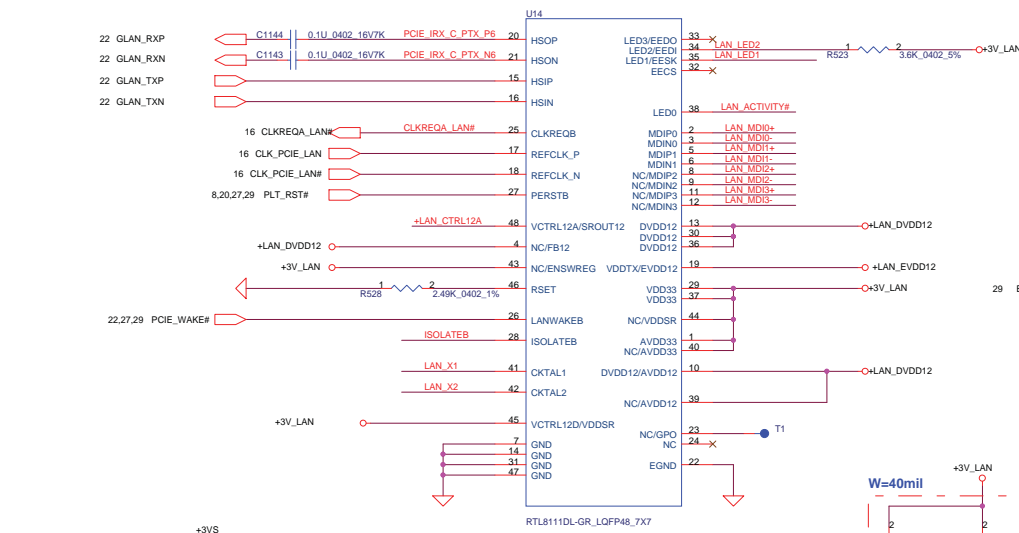 U14
22 GLAN_RXP C1144 0.1U_0402_16V7K PCIE_IRX_C_PTX_P6 20 HSOP LED3/EEDO 33
LED2/EEDI 34 LAN_LED2 1 R523 2 3.6K_0402_5% +3V_LAN
22 GLAN_RXN C1143 0.1U_0402_16V7K PCIE_IRX_C_PTX_N6 21 HSON LED1/EESK 35 LAN_LED1
EECS 32
22 GLAN_TXP 15 HSIP
22 GLAN_TXN 16 HSIN
LED0 38 LAN_ACTIVITY#
16 CLKREQA_LAN# CLKREQA_LAN# 25 CLKREQB MDIP0 2 LAN_MDI0+
MDIN0 3 LAN_MDI0-
16 CLK_PCIE_LAN 17 REFCLK_P MDIP1 5 LAN_MDI1+
MDIN1 6 LAN_MDI1-
16 CLK_PCIE_LAN# 18 REFCLK_N NC/MDIP2 8 LAN_MDI2+
NC/MDIN2 9 LAN_MDI2-
8,20,27,29 PLT_RST# 27 PERSTB NC/MDIP3 11 LAN_MDI3+
NC/MDIN3 12 LAN_MDI3-
+LAN_CTRL12A 48 VCTRL12A/SROUT12 DVDD12 13 +LAN_DVDD12
DVDD12 30
+LAN_DVDD12 4 NC/FB12 DVDD12 36
+3V_LAN 43 NC/ENSWREG VDDTX/EVDD12 19 +LAN_EVDD12
1 R528 2 2.49K_0402_1% 46 RSET VDD33 29 +3V_LAN 29
VDD33 37
22,27,29 PCIE_WAKE# 26 LANWAKEB NC/VDDSR 44
ISOLATEB 28 ISOLATEB AVDD33 1
NC/AVDD33 40
LAN_X1 41 CKTAL1 DVDD12/AVDD12 10 +LAN_DVDD12
LAN_X2 42 CKTAL2 NC/AVDD12 39
+3V_LAN 45 VCTRL12D/VDDSR
NC/GPO 23 T1
7 GND NC 24
14 GND
31 GND EGND 22
47 GND
+3V_LAN
W=40mil
RTL8111DL-GR_LQFP48_7X7
2 2
+3VS